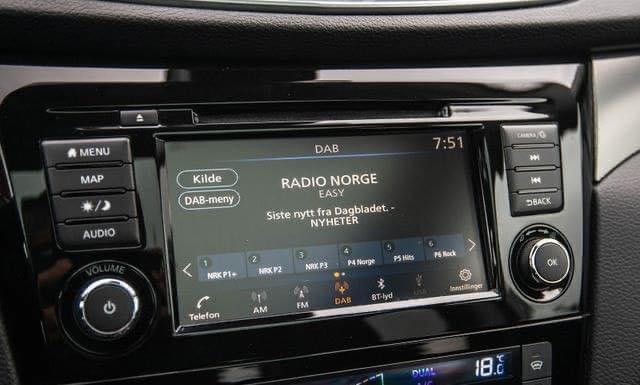 DAB
7:51
CAMERA
MENU
Kilde
MAP
DAB-meny
RADIO NORGE
EASY
BACK
AUDIO
Siste nytt fra Dagbladet. -
NYHETER
1 2 3 4 5 6
NRK P1+ NRK P2 NRK P3 P4 Norge P5 Hits P6 Rock
VOLUME
OK
Telefon AM FM DAB BT-lyd USB Innstillinger
DUAL
A/C
18.0°C